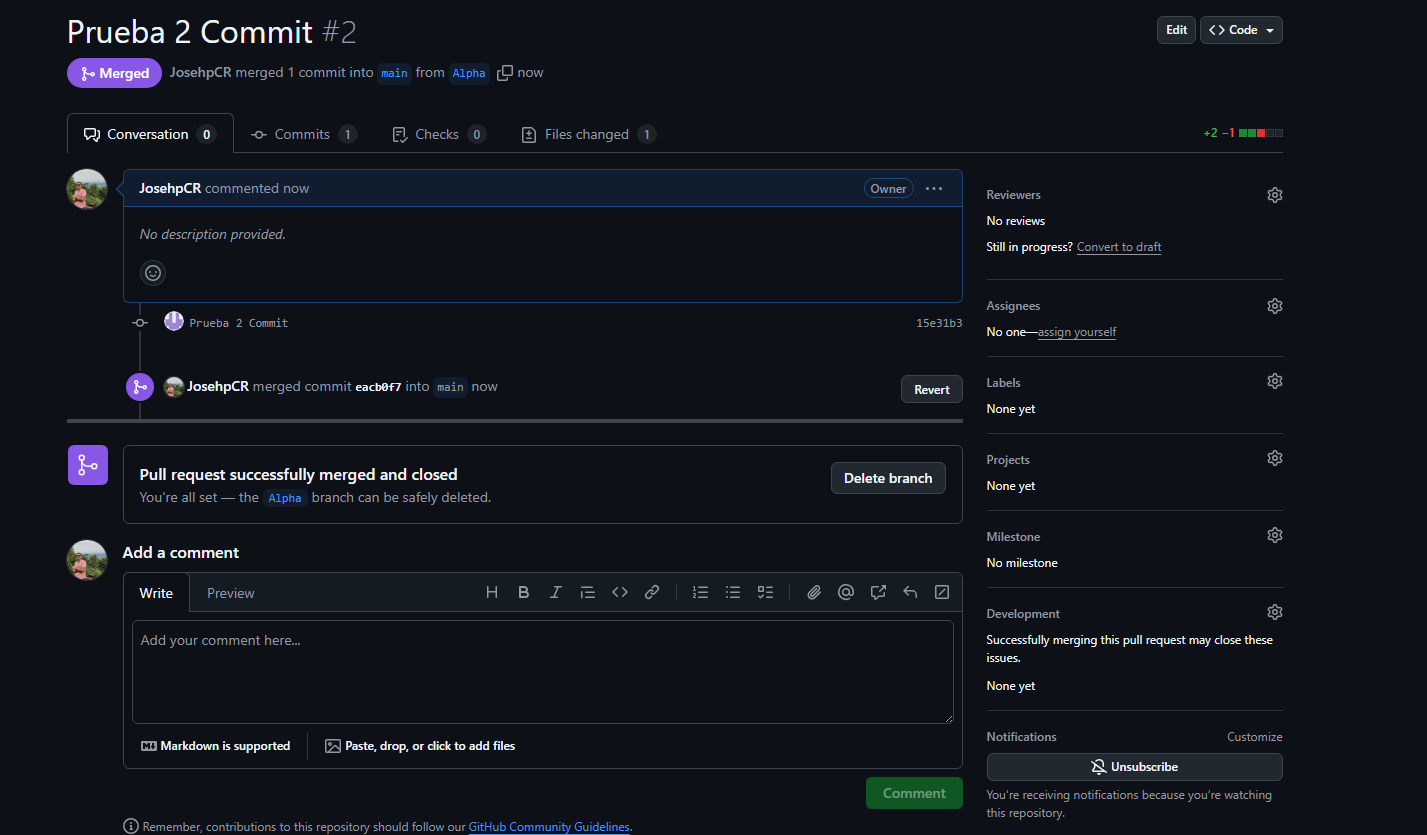 Prueba 2 Commit #2
Edit
Code
Merged JosehpCR merged 1 commit into main from Alpha now
Conversation 0
Commits 1
Checks 0
Files changed 1
+2 −1
JosehpCR commented now
Owner
No description provided.
Prueba 2 Commit
15e31b3
JosehpCR merged commit eacb0f7 into main now
Revert
Pull request successfully merged and closed
You're all set — the Alpha branch can be safely deleted.
Delete branch
Add a comment
Write
Preview
Add your comment here...
Markdown is supported
Paste, drop, or click to add files
Comment
Remember, contributions to this repository should follow our GitHub Community Guidelines.
Reviewers
No reviews
Still in progress? Convert to draft
Assignees
No one—assign yourself
Labels
None yet
Projects
None yet
Milestone
No milestone
Development
Successfully merging this pull request may close these
issues.
None yet
Notifications
Customize
Unsubscribe
You're receiving notifications because you're watching
this repository.